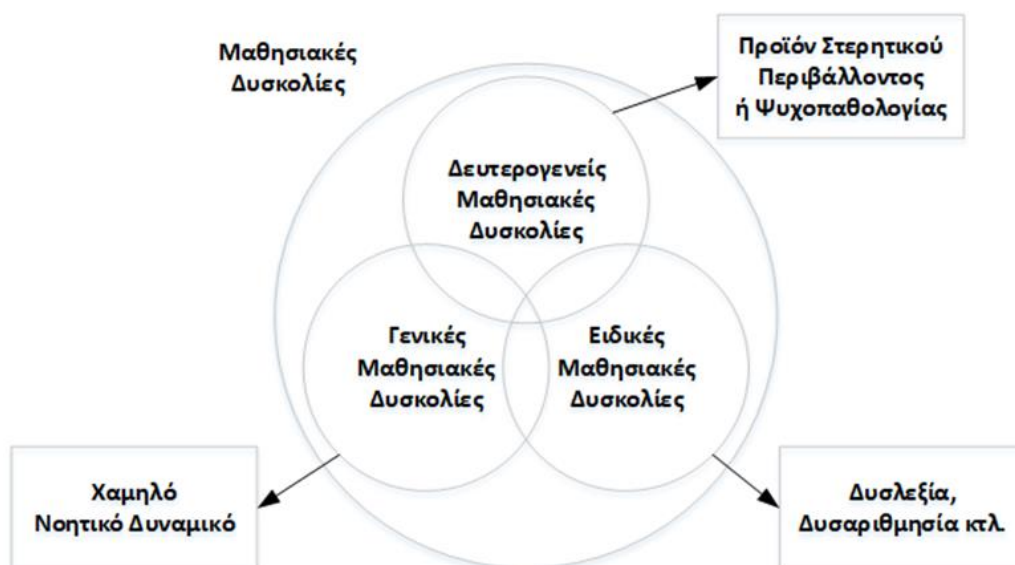 Μαθησιακές
Δυσκολίες
Προϊόν Στερητικού
Περιβάλλοντος
ή Ψυχοπαθολογίας
Δευτερογενείς
Μαθησιακές
Δυσκολίες
Γενικές
Μαθησιακές
Δυσκολίες
Ειδικές
Μαθησιακές
Δυσκολίες
Χαμηλό
Νοητικό Δυναμικό
Δυσλεξία,
Δυσαριθμησία κτλ.